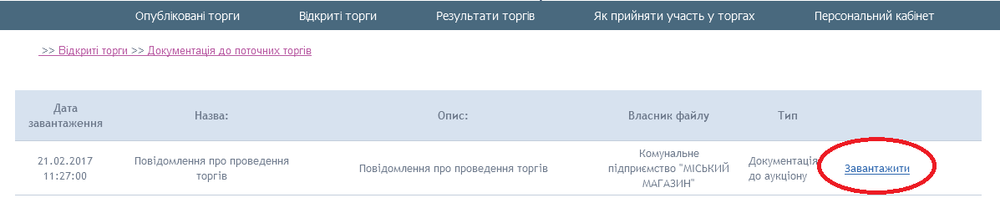 Опубліковані торги Відкриті торги Результати торгів Як прийняти участь у торгах Персональний кабінет
>> Відкриті торги >> Документація до поточних торгів
Дата завантаження Назва: Опис: Власник файлу Тип
21.02.2017
11:27:00
Повідомлення про проведення
торгів
Повідомлення про проведення торгів
Комунальне
підприємство "МІСЬКИЙ
МАГАЗИН"
Документація
до аукціону
Завантажити